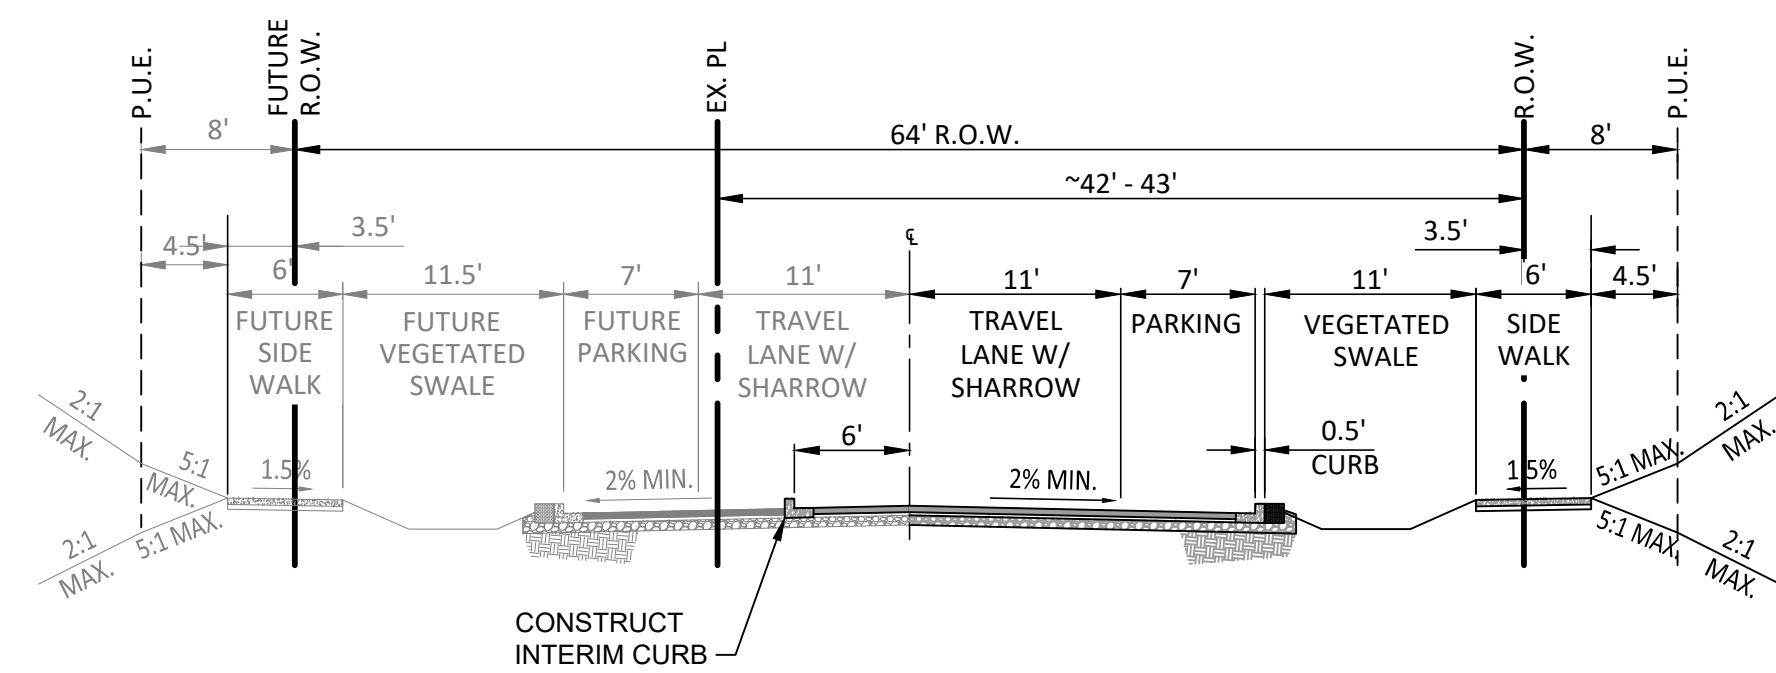 P.U.E.
FUTURE
R.O.W.
EX. PL
R.O.W.
P.U.E.
8'
64' R.O.W.
8'
~42' - 43'
4.5'
3.5'
℄
3.5'
6'
11.5'
7'
11'
11'
7'
11'
6'
4.5'
FUTURE
SIDE
WALK
FUTURE
VEGETATED
SWALE
FUTURE
PARKING
TRAVEL
LANE W/
SHARROW
TRAVEL
LANE W/
SHARROW
PARKING
VEGETATED
SWALE
SIDE
WALK
2:1
MAX.
5:1
MAX.
1.5%
2% MIN.
6'
2% MIN.
0.5'
CURB
1.5%
5:1 MAX.
2:1
MAX.
2:1
MAX.
5:1 MAX.
5:1 MAX.
2:1
MAX.
CONSTRUCT
INTERIM CURB